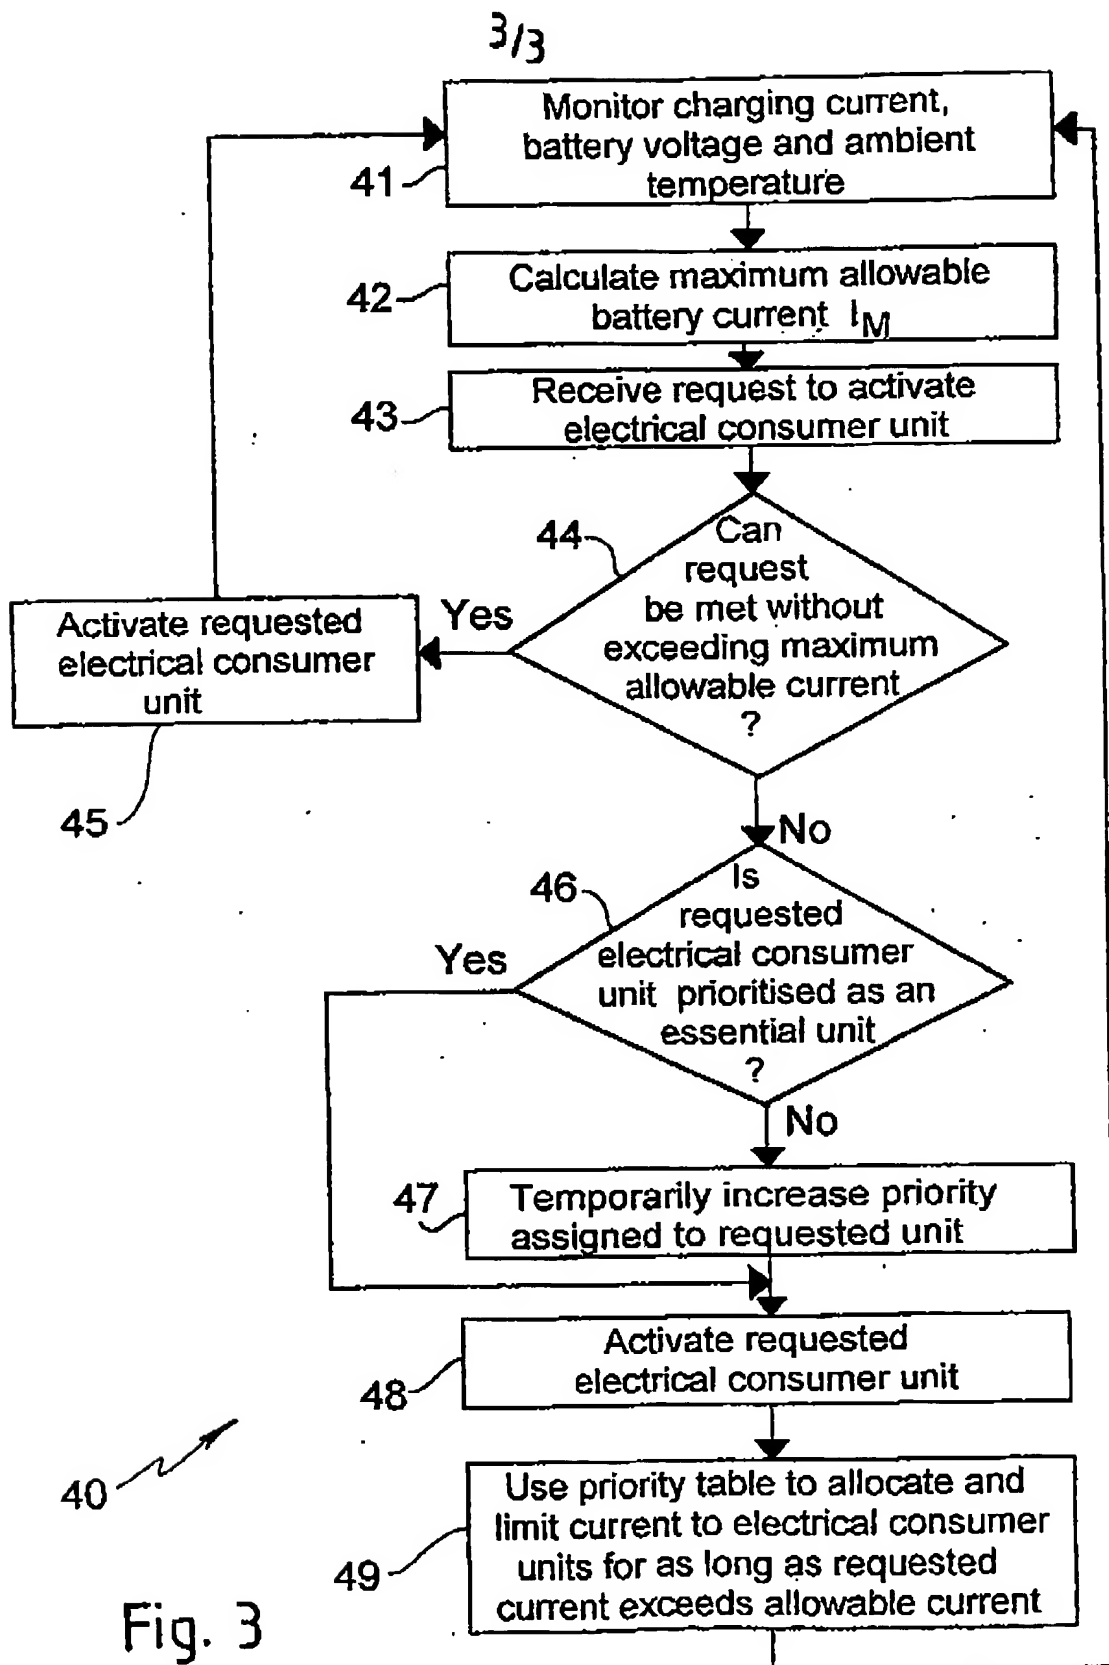 3/3
Monitor charging current,
battery voltage and ambient
temperature
41
Calculate maximum allowable
battery current I_M
42
Receive request to activate
electrical consumer unit
43
Can
request
be met without
exceeding maximum
allowable current
?
44
Yes
Activate requested
electrical consumer
unit
45
No
Is
requested
electrical consumer
unit prioritised as an
essential unit
?
46
Yes
No
Temporarily increase priority
assigned to requested unit
47
Activate requested
electrical consumer unit
48
Use priority table to allocate and
limit current to electrical consumer
units for as long as requested
current exceeds allowable current
49
40
Fig. 3